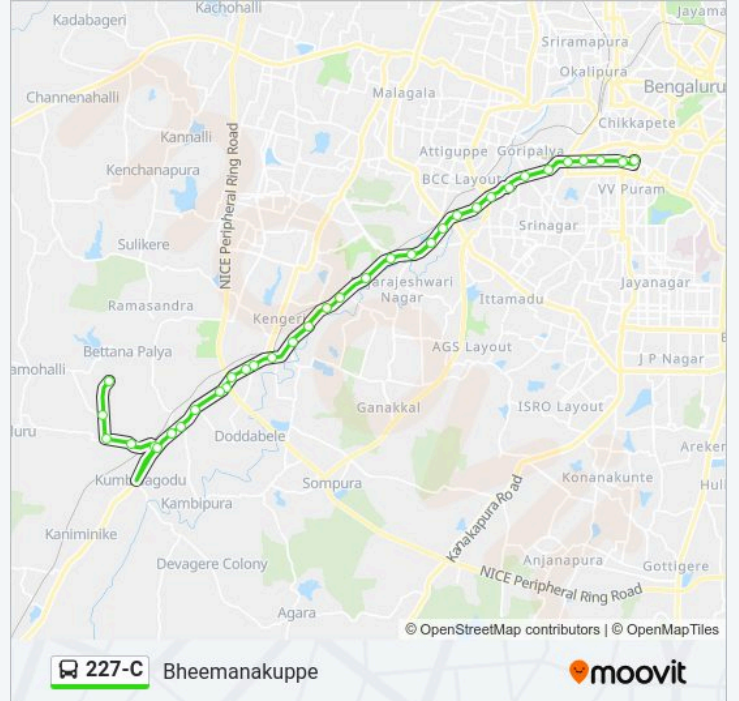 Kachohalli
Jayama
Kadabageri
Sriramapura
Okalipura
Bengaluru
Malagala
Channenahalli
Chikkapete
Kannalli
Attiguppe
Goripalya
Kenchanapura
BCC Layout
VV Puram
NICE Peripheral Ring Road
Srinagar
Sulikere
Jayanagar
Rajarajeshwari
Nagar
Ittamadu
Ramasandra
Kengeri
AGS Layout
Bettana Palya
J P Nagar
amohalli
Ganakkal
ISRO Layout
luru
Doddabele
Areker
Kumbalagodu
Sompura
Konanakunte
Huli
Kambipura
Kanakapura Road
Kaniminike
Devagere Colony
Anjanapura
Gottigere
NICE Peripheral Ring Road
Agara
© OpenStreetMap contributors | © OpenMapTiles
227-C Bheemanakuppe
moovit